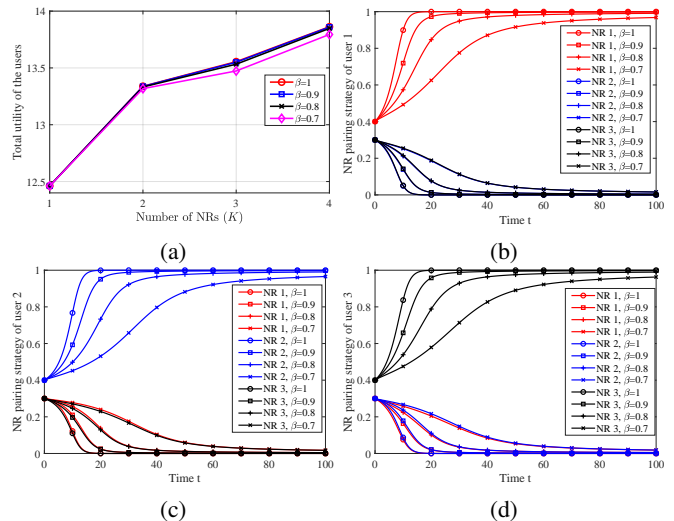 14
13.5
13
12.5
1
2
3
4
Total utility of the users
Number of NRs (K)
β=1
β=0.9
β=0.8
β=0.7
(a)
1
0.8
0.6
0.4
0.2
0
0
20
40
60
80
100
NR pairing strategy of user 1
Time t
NR 1, β=1
NR 1, β=0.9
NR 1, β=0.8
NR 1, β=0.7
NR 2, β=1
NR 2, β=0.9
NR 2, β=0.8
NR 2, β=0.7
NR 3, β=1
NR 3, β=0.9
NR 3, β=0.8
NR 3, β=0.7
(b)
1
0.8
0.6
0.4
0.2
0
0
20
40
60
80
100
NR pairing strategy of user 2
Time t
NR 1, β=1
NR 1, β=0.9
NR 1, β=0.8
NR 1, β=0.7
NR 2, β=1
NR 2, β=0.9
NR 2, β=0.8
NR 2, β=0.7
NR 3, β=1
NR 3, β=0.9
NR 3, β=0.8
NR 3, β=0.7
(c)
1
0.8
0.6
0.4
0.2
0
0
20
40
60
80
100
NR pairing strategy of user 3
Time t
NR 1, β=1
NR 1, β=0.9
NR 1, β=0.8
NR 1, β=0.7
NR 2, β=1
NR 2, β=0.9
NR 2, β=0.8
NR 2, β=0.7
NR 3, β=1
NR 3, β=0.9
NR 3, β=0.8
NR 3, β=0.7
(d)